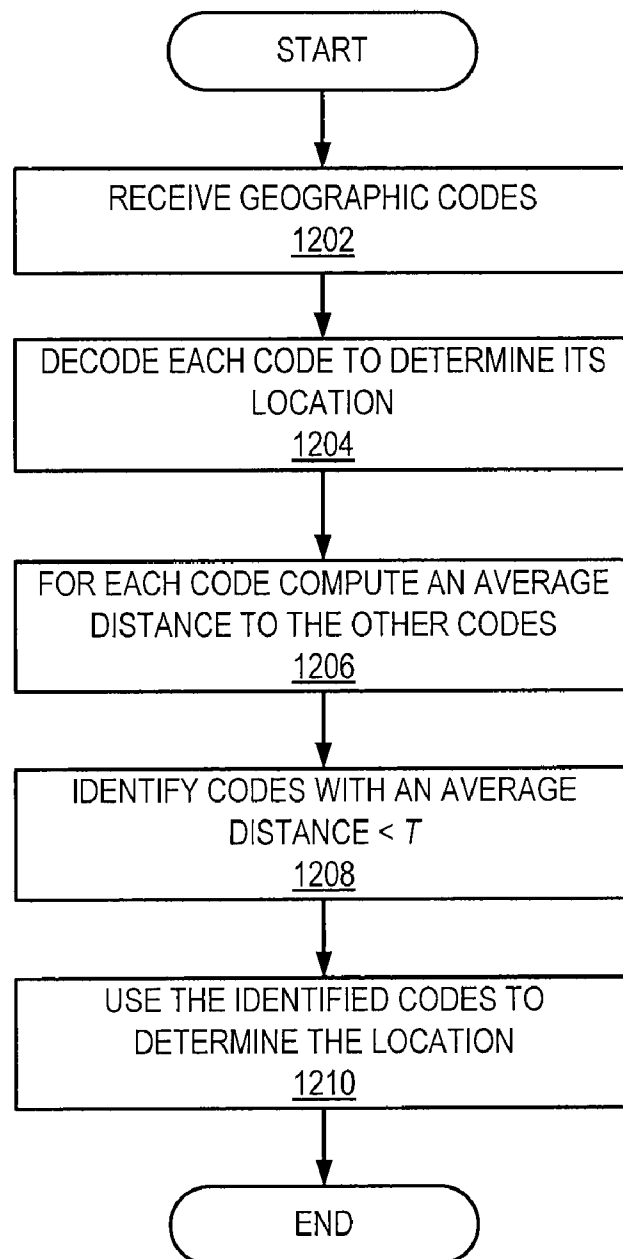 START
RECEIVE GEOGRAPHIC CODES
1202
DECODE EACH CODE TO DETERMINE ITS
LOCATION
1204
FOR EACH CODE COMPUTE AN AVERAGE
DISTANCE TO THE OTHER CODES
1206
IDENTIFY CODES WITH AN AVERAGE
DISTANCE < T
1208
USE THE IDENTIFIED CODES TO
DETERMINE THE LOCATION
1210
END